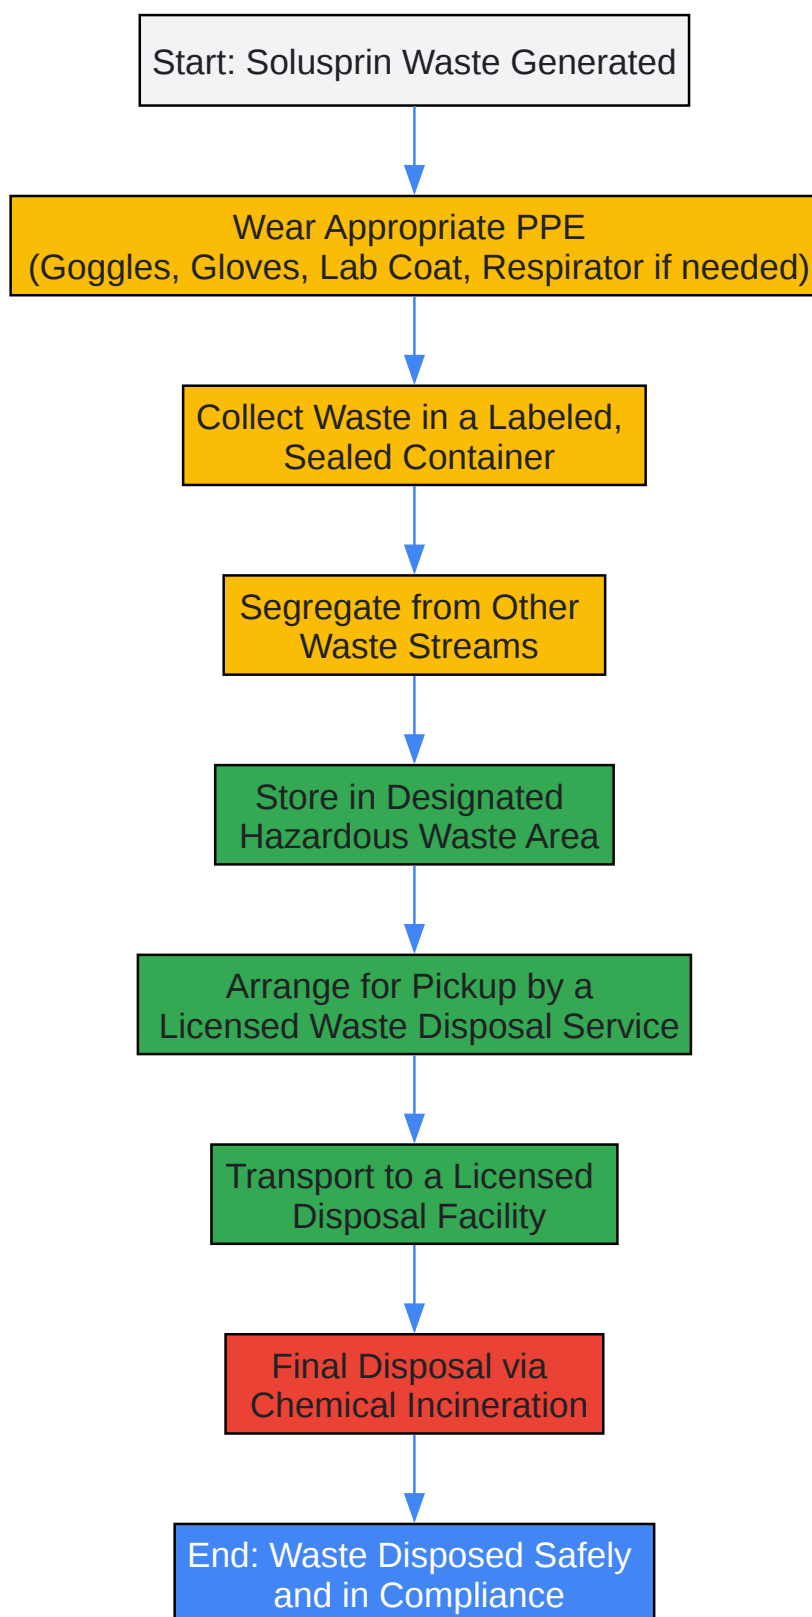 Start: Solusprin Waste Generated
Wear Appropriate PPE
(Goggles, Gloves, Lab Coat, Respirator if needed)
Collect Waste in a Labeled,
Sealed Container
Segregate from Other
Waste Streams
Store in Designated
Hazardous Waste Area
Arrange for Pickup by a
Licensed Waste Disposal Service
Transport to a Licensed
Disposal Facility
Final Disposal via
Chemical Incineration
End: Waste Disposed Safely
and in Compliance